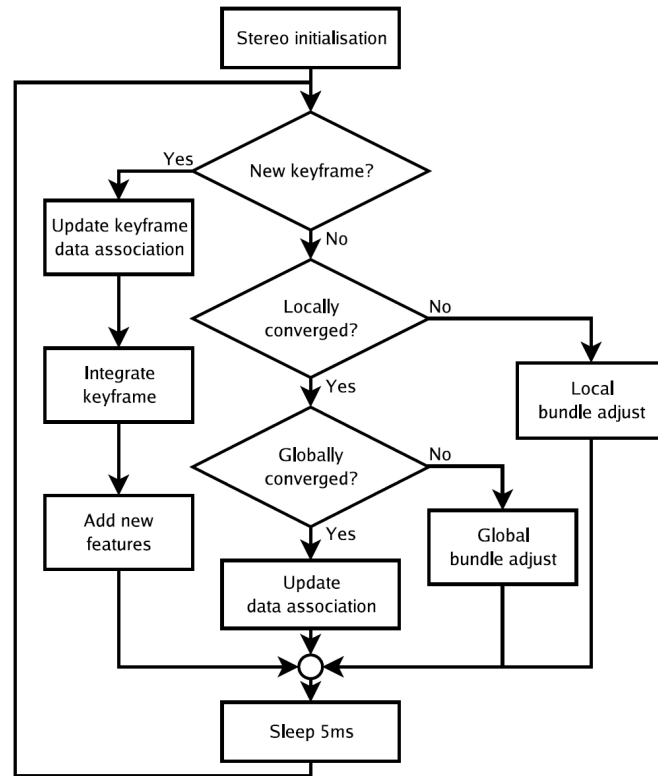 Stereo initialisation
New keyframe?
Yes
No
Update keyframe
data association
Locally
converged?
No
Yes
Integrate
keyframe
Local
bundle adjust
Globally
converged?
No
Yes
Add new
features
Global
bundle adjust
Update
data association
Sleep 5ms